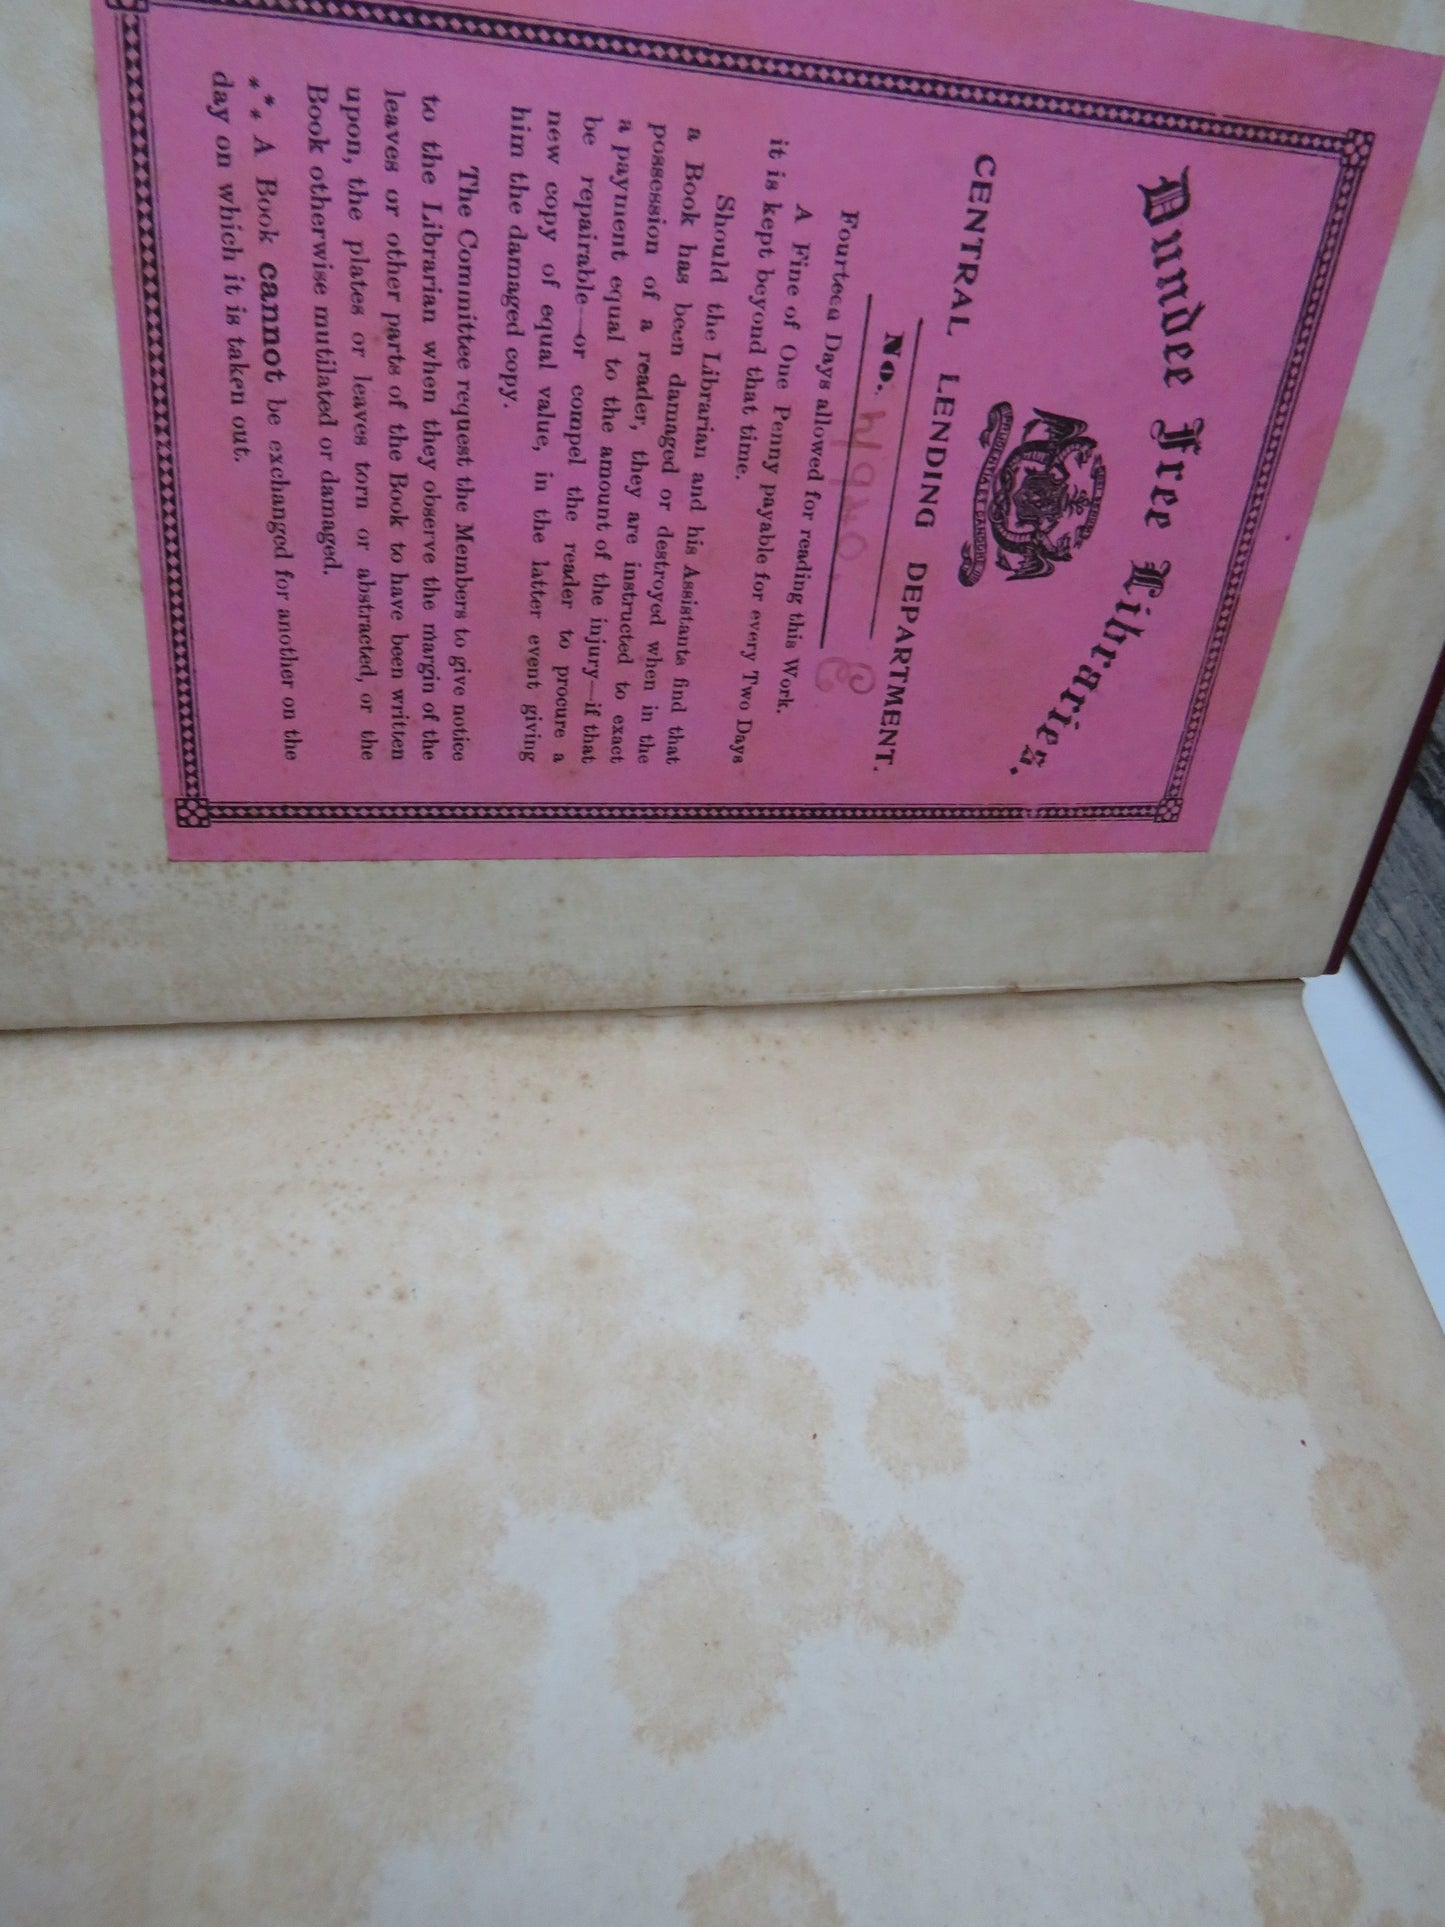 Dundee Free Libraries.
PRUDENTIA ET CANDORE
CENTRAL LENDING DEPARTMENT.
No.
Fourteen Days allowed for reading this Work.
A Fine of One Penny payable for every Two Days
it is kept beyond that time.
Should the Librarian and his Assistants find that
a Book has been damaged or destroyed when in the
possession of a reader, they are instructed to exact
a payment equal to the amount of the injury—if that
be repairable—or compel the reader to procure a
new copy of equal value, in the latter event giving
him the damaged copy.
The Committee request the Members to give notice
to the Librarian when they observe the margin of the
leaves or other parts of the Book to have been written
upon, the plates or leaves torn or abstracted, or the
Book otherwise mutilated or damaged.
*** A Book cannot be exchanged for another on the
day on which it is taken out.